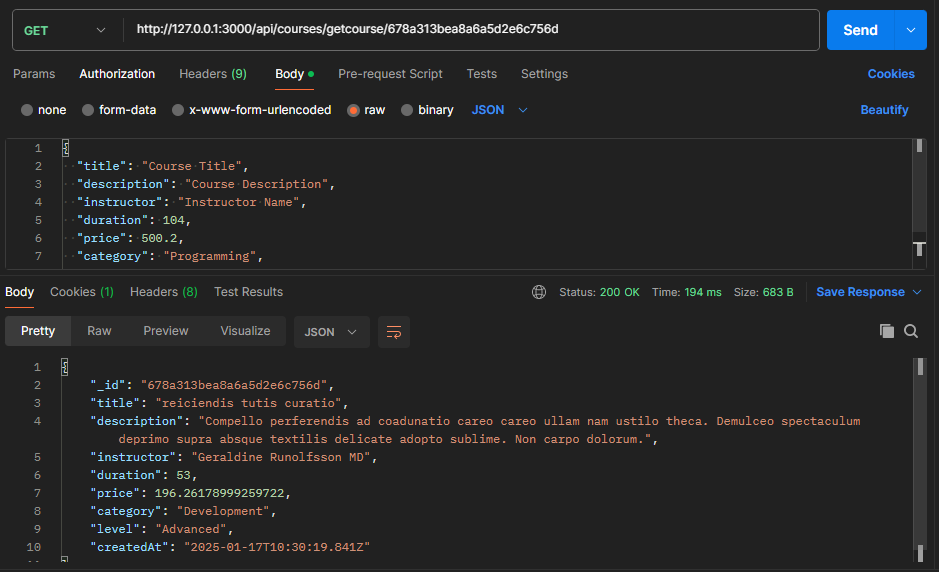 GET http://127.0.0.1:3000/api/courses/getcourse/678a313bea8a6a5d2e6c756d Send
Params Authorization Headers (9) Body Pre-request Script Tests Settings Cookies
none form-data x-www-form-urlencoded raw binary JSON Beautify
1 {
2 "title": "Course Title",
3 "description": "Course Description",
4 "instructor": "Instructor Name",
5 "duration": 104,
6 "price": 500.2,
7 "category": "Programming",
Body Cookies (1) Headers (8) Test Results Status: 200 OK Time: 194 ms Size: 683 B Save Response
Pretty Raw Preview Visualize JSON
1 {
2 "_id": "678a313bea8a6a5d2e6c756d",
3 "title": "reiciendis tutis curatio",
4 "description": "Compello perferendis ad coadunatio careo careo ullam nam ustilo theca. Demulceo spectaculum
deprimo supra absque textilis delicate adopto sublime. Non carpo dolorum.",
5 "instructor": "Geraldine Runolfsson MD",
6 "duration": 53,
7 "price": 196.26178999259722,
8 "category": "Development",
9 "level": "Advanced",
10 "createdAt": "2025-01-17T10:30:19.841Z"